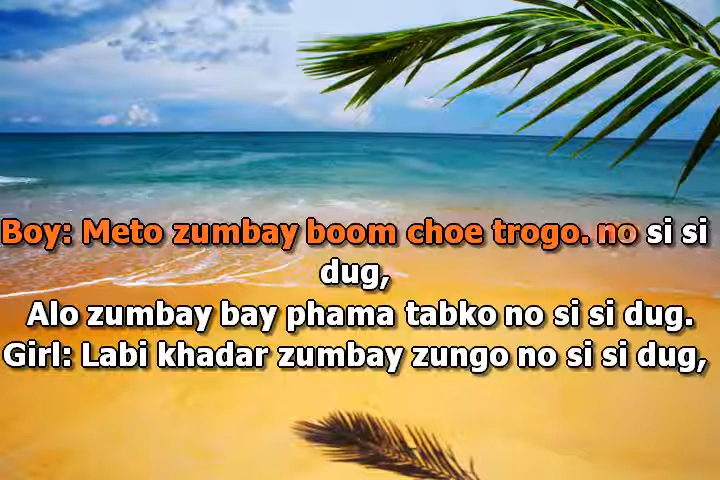 Boy: Meto zumbay boom choe trogo. no si si
dug,
Alo zumbay bay phama tabko no si si dug.
Girl: Labi khadar zumbay zungo no si si dug,